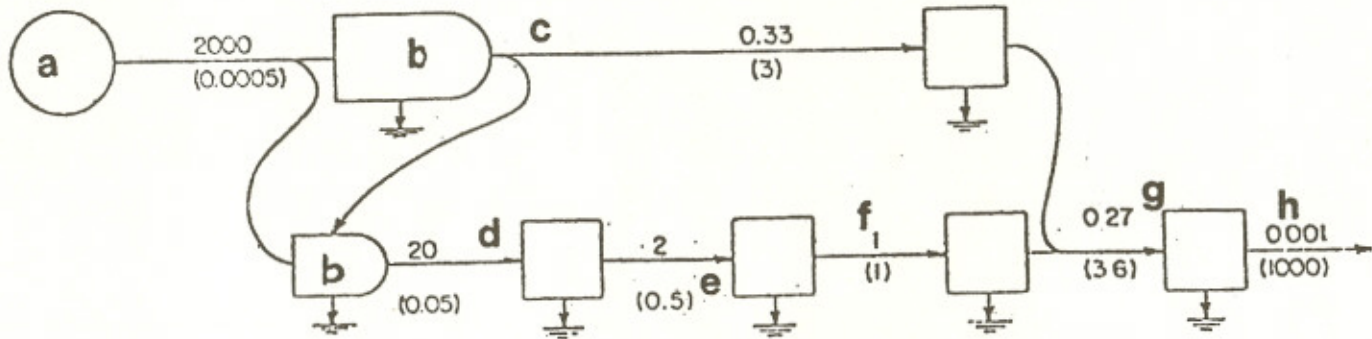 a
2000
(0.0005)
b
c
0.33
(3)
b
20
(0.05)
d
2
(0.5)
e
f
1
(1)
0.27
(3.6)
g
h
0.001
(1000)